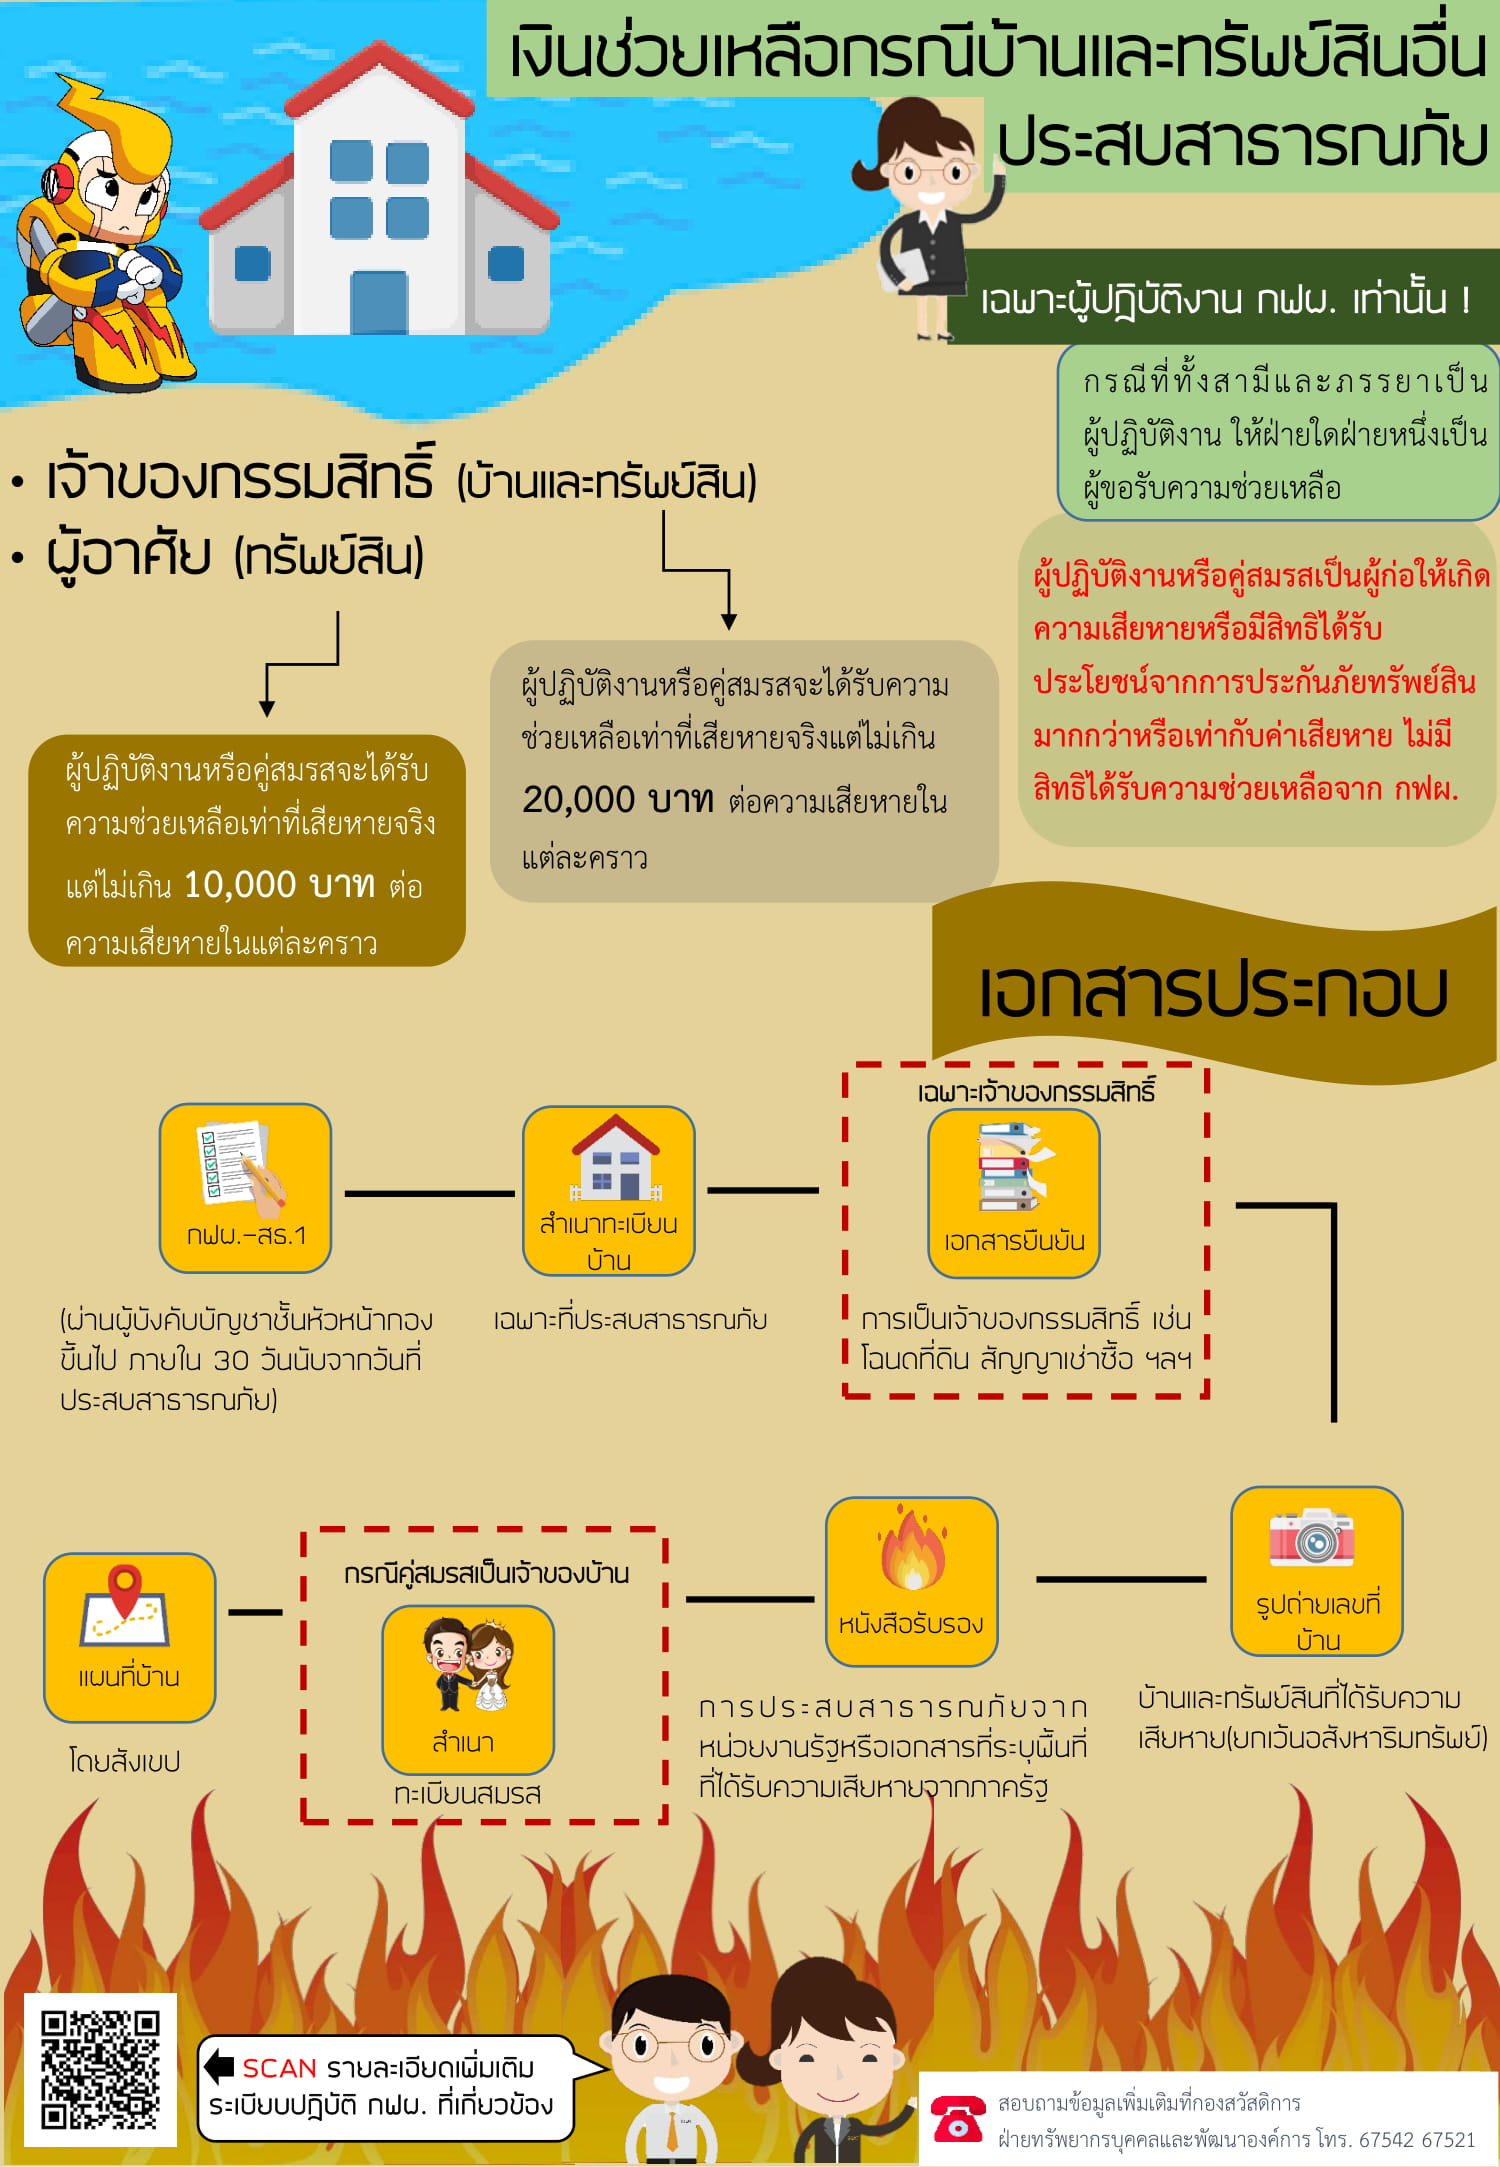 เงินช่วยเหลือกรณีบ้านและทรัพย์สินอื่น
ประสบสาธารณภัย
เฉพาะผู้ปฏิบัติงาน กฟผ. เท่านั้น !
กรณีที่ทั้งสามีและภรรยาเป็น
ผู้ปฏิบัติงาน ให้ฝ่ายใดฝ่ายหนึ่งเป็น
ผู้ขอรับความช่วยเหลือ
• เจ้าของกรรมสิทธิ์ (บ้านและทรัพย์สิน)
• ผู้อาศัย (ทรัพย์สิน)
ผู้ปฏิบัติงานหรือคู่สมรสเป็นผู้ก่อให้เกิด
ความเสียหายหรือมีสิทธิได้รับ
ประโยชน์จากการประกันภัยทรัพย์สิน
มากกว่าหรือเท่ากับค่าเสียหาย ไม่มี
สิทธิได้รับความช่วยเหลือจาก กฟผ.
ผู้ปฏิบัติงานหรือคู่สมรสจะได้รับความ
ช่วยเหลือเท่าที่เสียหายจริงแต่ไม่เกิน
20,000 บาท ต่อความเสียหายใน
แต่ละคราว
ผู้ปฏิบัติงานหรือคู่สมรสจะได้รับ
ความช่วยเหลือเท่าที่เสียหายจริง
แต่ไม่เกิน 10,000 บาท ต่อ
ความเสียหายในแต่ละคราว
เอกสารประกอบ
กฟผ.-สธ.1
(ผ่านผู้บังคับบัญชาชั้นหัวหน้ากอง
ขึ้นไป ภายใน 30 วันนับจากวันที่
ประสบสาธารณภัย)
สำเนาทะเบียน
บ้าน
เฉพาะที่ประสบสาธารณภัย
เฉพาะเจ้าของกรรมสิทธิ์
เอกสารยืนยัน
การเป็นเจ้าของกรรมสิทธิ์ เช่น
โฉนดที่ดิน สัญญาเช่าซื้อ ฯลฯ
รูปถ่ายเลขที่
บ้าน
บ้านและทรัพย์สินที่ได้รับความ
เสียหาย(ยกเว้นอสังหาริมทรัพย์)
หนังสือรับรอง
การประสบสาธารณภัยจาก
หน่วยงานรัฐหรือเอกสารที่ระบุพื้นที่
ที่ได้รับความเสียหายจากภาครัฐ
กรณีคู่สมรสเป็นเจ้าของบ้าน
สำเนา
ทะเบียนสมรส
แผนที่บ้าน
โดยสังเขป
SCAN รายละเอียดเพิ่มเติม
ระเบียบปฏิบัติ กฟผ. ที่เกี่ยวข้อง
สอบถามข้อมูลเพิ่มเติมที่กองสวัสดิการ
ฝ่ายทรัพยากรบุคคลและพัฒนาองค์การ โทร. 67542 67521